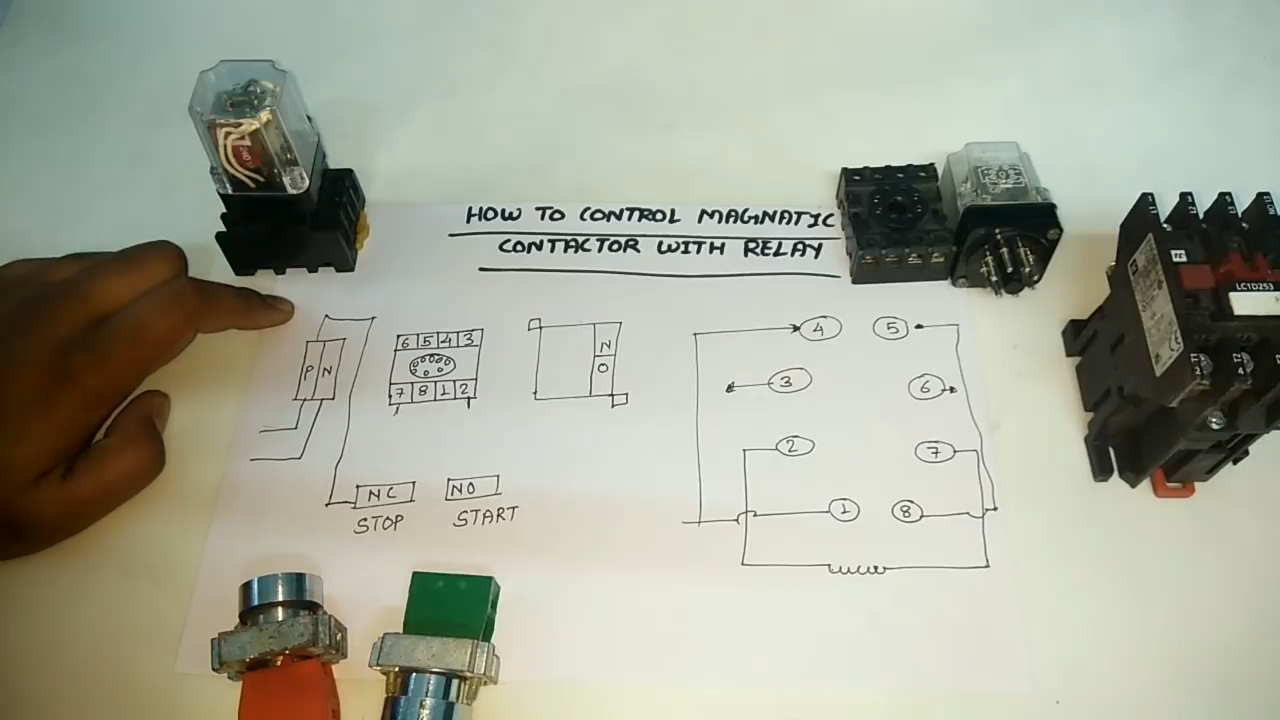 HOW TO CONTROL MAGNATIC
CONTACTOR WITH RELAY
P N
6 5 4 3
7 8 1 2
N
O
NC
STOP
NO
START
4 5
3 6
2 7
1 8
LC1D253